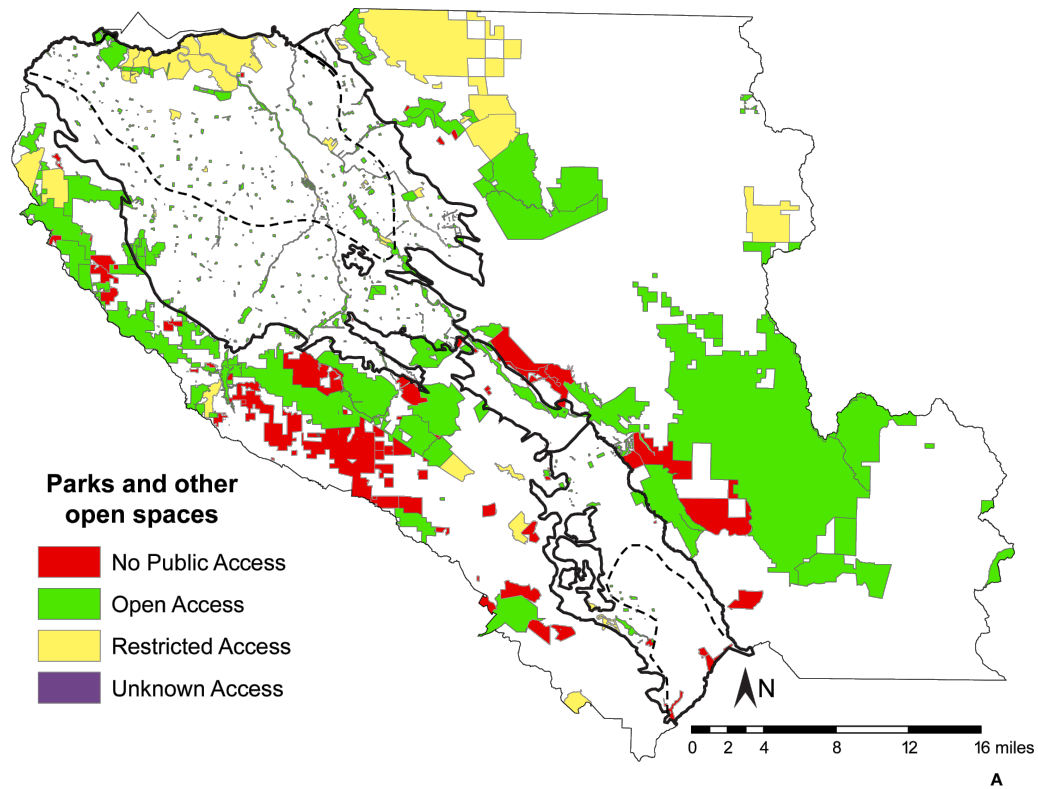 Parks and other
open spaces
No Public Access
Open Access
Restricted Access
Unknown Access
N
0 2 4 8 12 16 miles
A